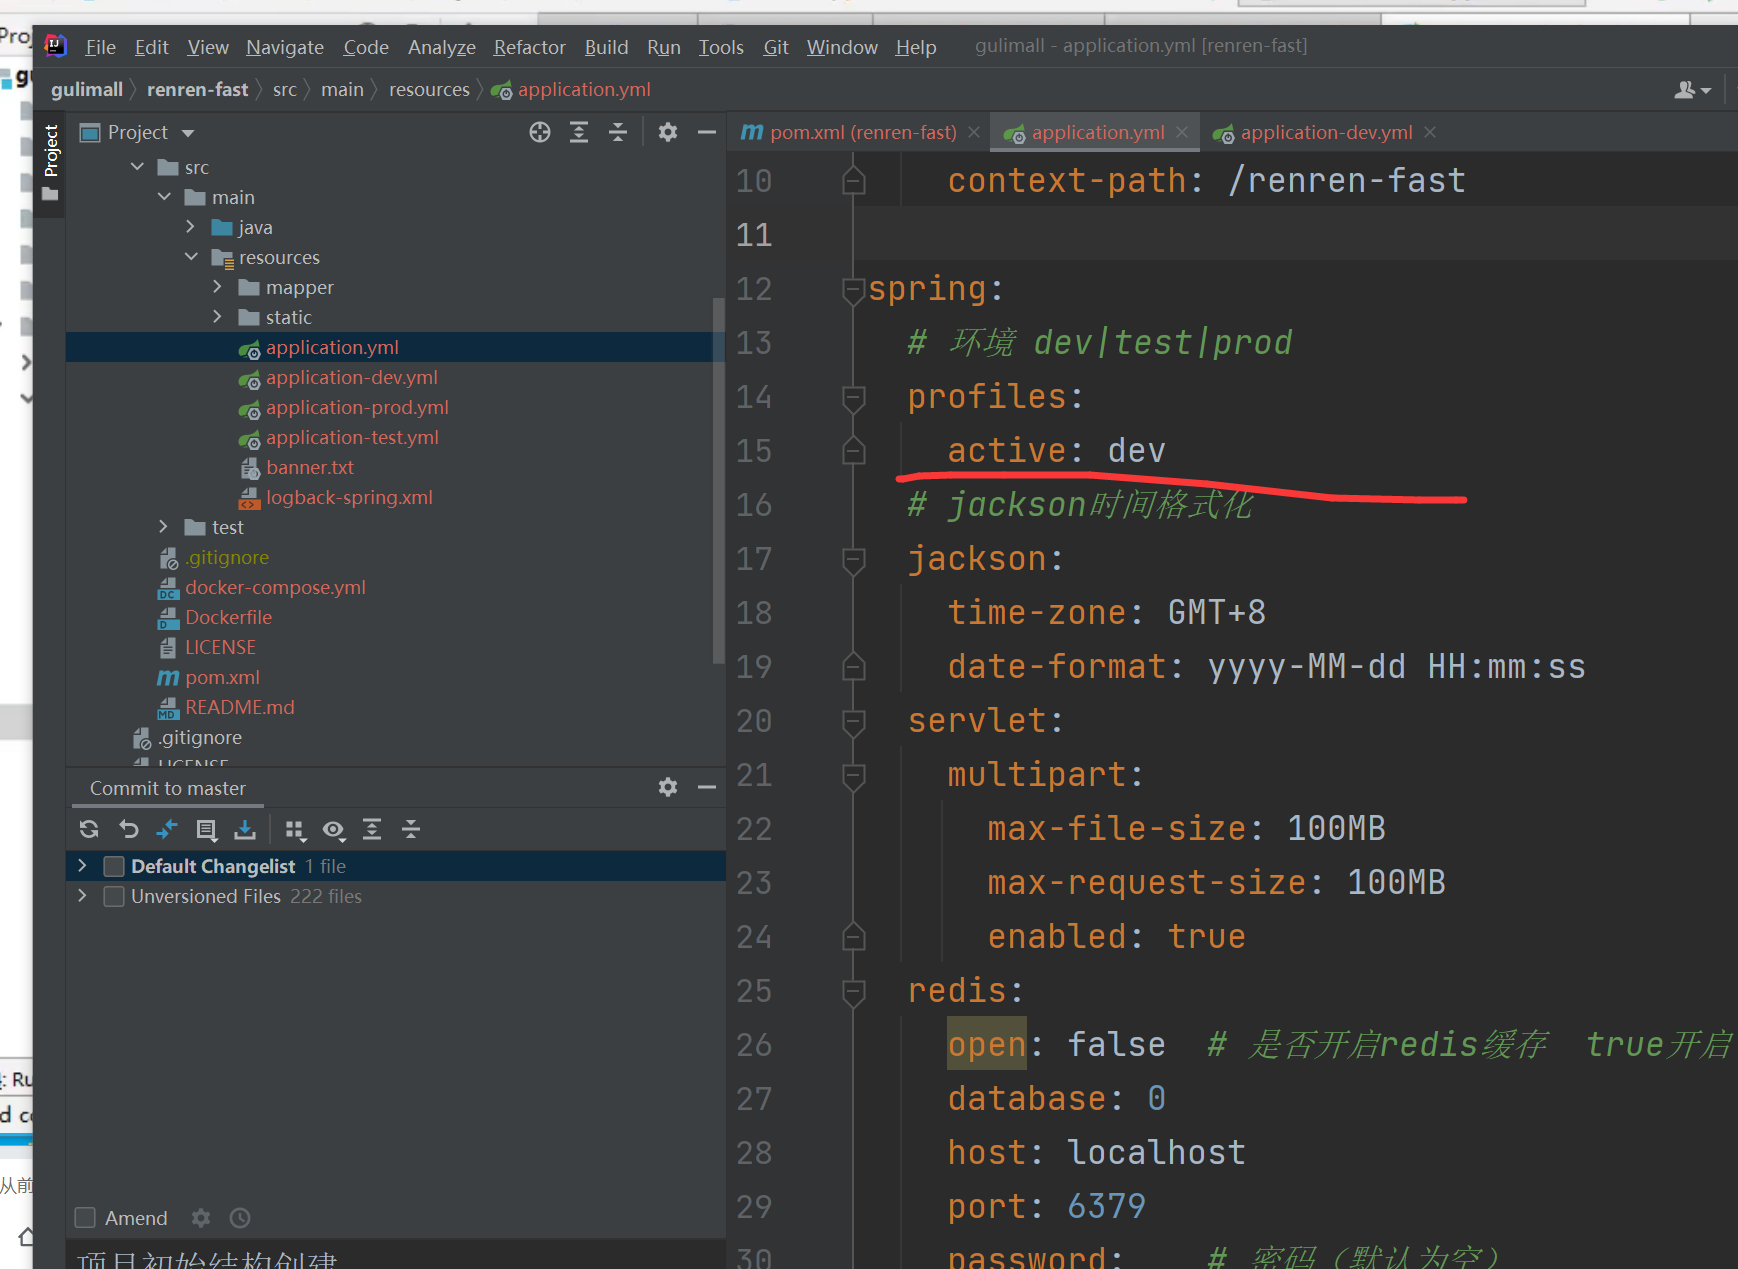 Proj
File Edit View Navigate Code Analyze Refactor Build Run Tools Git Window Help gulimall - application.yml [renren-fast]
gulimall renren-fast src main resources application.yml
Project
Project
pom.xml (renren-fast)
application.yml
application-dev.yml
src
main
java
resources
mapper
static
application.yml
application-dev.yml
application-prod.yml
application-test.yml
banner.txt
logback-spring.xml
test
.gitignore
docker-compose.yml
Dockerfile
LICENSE
pom.xml
README.md
.gitignore
LICENSE
Commit to master
Default Changelist 1 file
Unversioned Files 222 files
Amend
项目初始结构创建
10 context-path: /renren-fast
11
12 spring:
13 # 环境 dev|test|prod
14 profiles:
15 active: dev
16 # jackson时间格式化
17 jackson:
18 time-zone: GMT+8
19 date-format: yyyy-MM-dd HH:mm:ss
20 servlet:
21 multipart:
22 max-file-size: 100MB
23 max-request-size: 100MB
24 enabled: true
25 redis:
26 open: false # 是否开启redis缓存 true开启
27 database: 0
28 host: localhost
29 port: 6379
30 password: # 密码（默认为空）